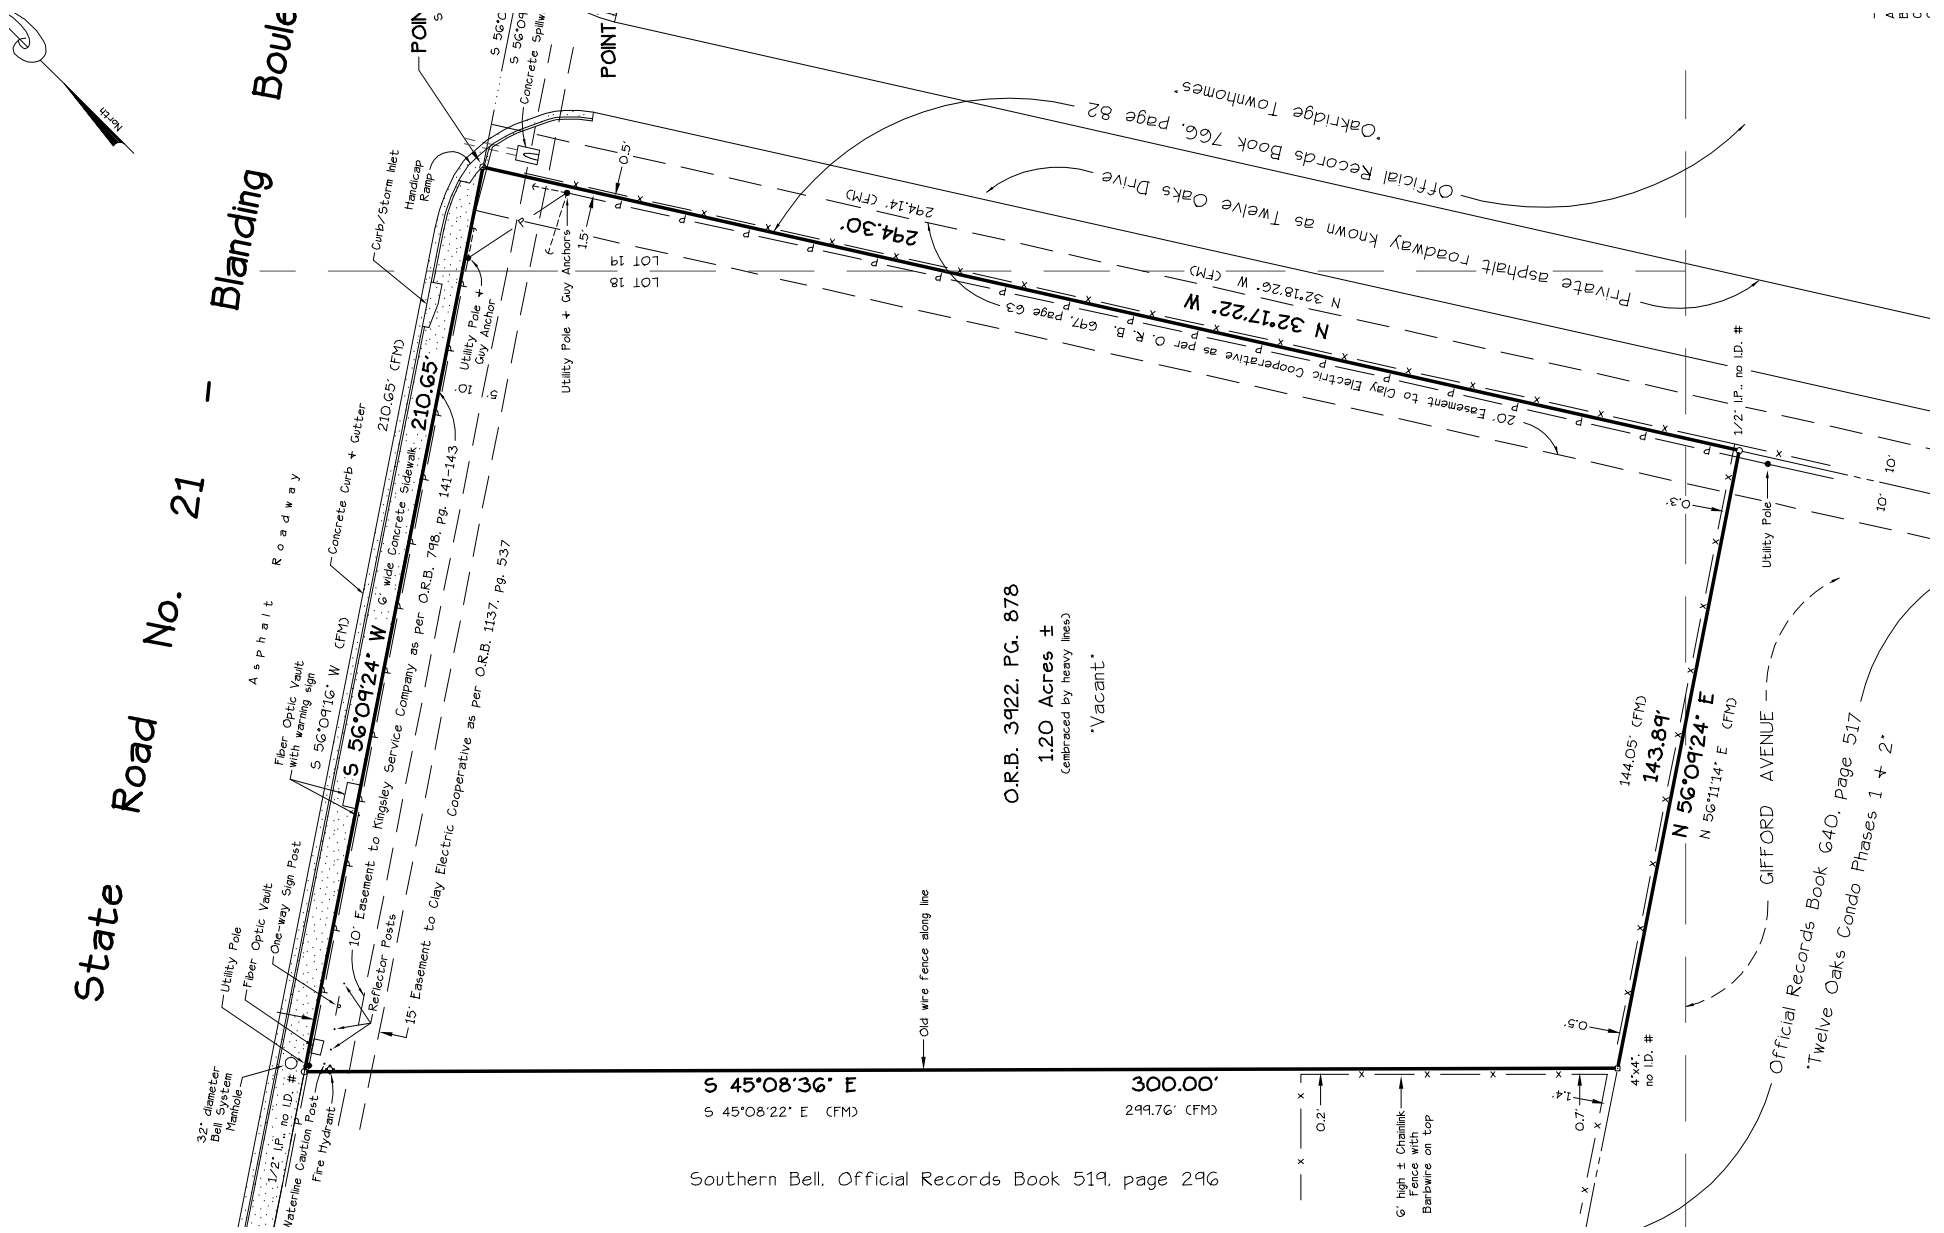 State Road No. 21 - Blanding Boule
North
POIN
POINT
S 56°0
S 56°09
Concrete Spillw
Handicap
Ramp
Curb/Storm Inlet
210.65' (FM)
210.65'
Concrete Curb + Gutter
Asphalt Roadway
6' wide Concrete Sidewalk
S 56°09'24" W
S 56°09'16" W (FM)
Fiber Optic Vault
with warning sign
10' Easement to Kingsley Service Company as per O.R.B. 798, pg. 141-143
15' Easement to Clay Electric Cooperative as per O.R.B. 1137, pg. 537
One-way Sign Post
Fiber Optic Vault
Utility Pole
Reflector Posts
32" diameter
Bell System
Manhole
1/2" I.P., no I.D. #
Waterline Caution Post
Fire Hydrant
Utility Pole +
Guy Anchor
10'
5'
Utility Pole + Guy Anchors
1.5'
0.5'
LOT 19
LOT 18
294.14' (FM)
294.30'
N 32°18'26" W (FM)
N 32°17'22" W
20' Easement to Clay Electric Cooperative as per O. R. B. 697, page 63
"Oakridge Townhomes"
Official Records Book 766, page 82
Private asphalt roadway known as Twelve Oaks Drive
1/2" I.P., no I.D. #
10'
10'
0.3'
Utility Pole
O.R.B. 3922, PG. 878
1.20 Acres ±
(embraced by heavy lines)
"Vacant"
144.05' (FM)
143.89'
N 56°09'24" E
N 56°11'14" E (FM)
GIFFORD AVENUE
Official Records Book 640, Page 517
"Twelve Oaks Condo Phases 1 + 2"
0.5'
4"x4",
no I.D. #
Old wire fence along line
S 45°08'36" E
300.00'
S 45°08'22" E (FM)
299.76' (FM)
0.2'
6' high ± Chainlink
Fence with
Barbwire on top
0.7'
1.4'
Southern Bell, Official Records Book 519, page 296